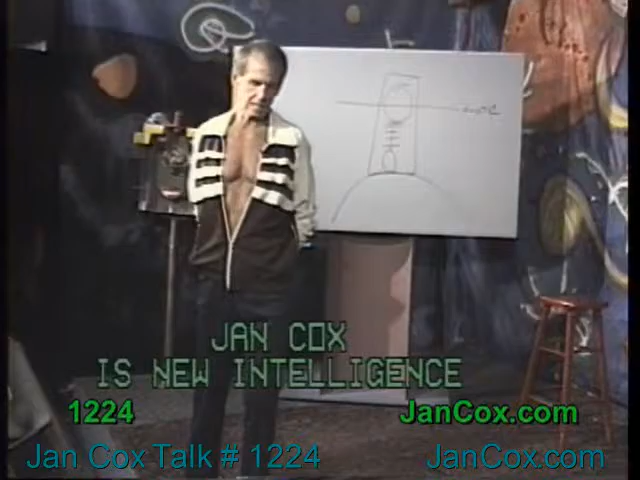 JAN COX
IS NEW INTELLIGENCE
1224 JanCox.com
Jan Cox Talk # 1224 JanCox.com